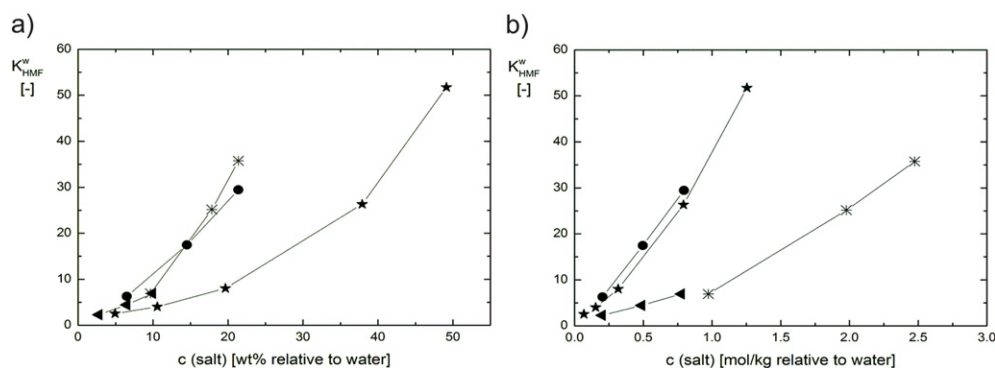 a)
60
50
40
30
20
10
0
K^w_HMF
[-]
0 10 20 30 40 50
c (salt) [wt% relative to water]
b)
60
50
40
30
20
10
0
K^w_HMF
[-]
0.0 0.5 1.0 1.5 2.0 2.5 3.0
c (salt) [mol/kg relative to water]